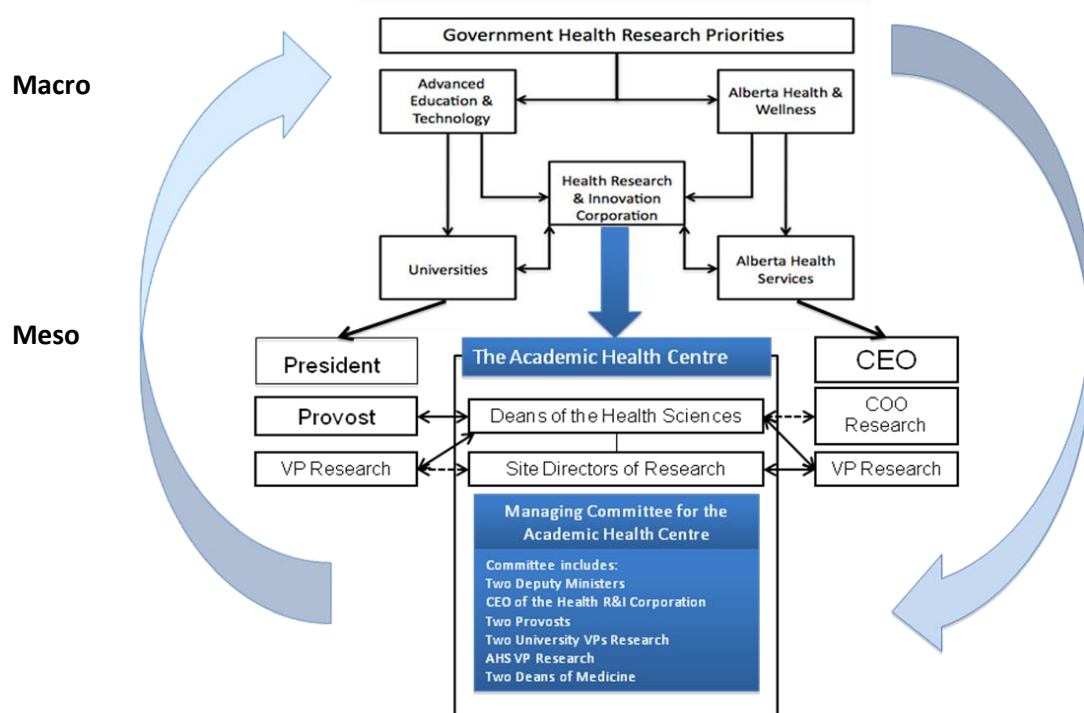 Government Health Research Priorities
Macro
Advanced
Education &
Technology
Alberta Health &
Wellness
Health Research
& Innovation
Corporation
Universities
Alberta Health
Services
Meso
President
The Academic Health Centre
CEO
Provost
Deans of the Health Sciences
COO
Research
VP Research
Site Directors of Research
VP Research
Managing Committee for the
Academic Health Centre
Committee includes:
Two Deputy Ministers
CEO of the Health R&I Corporation
Two Provosts
Two University VPs Research
AHS VP Research
Two Deans of Medicine